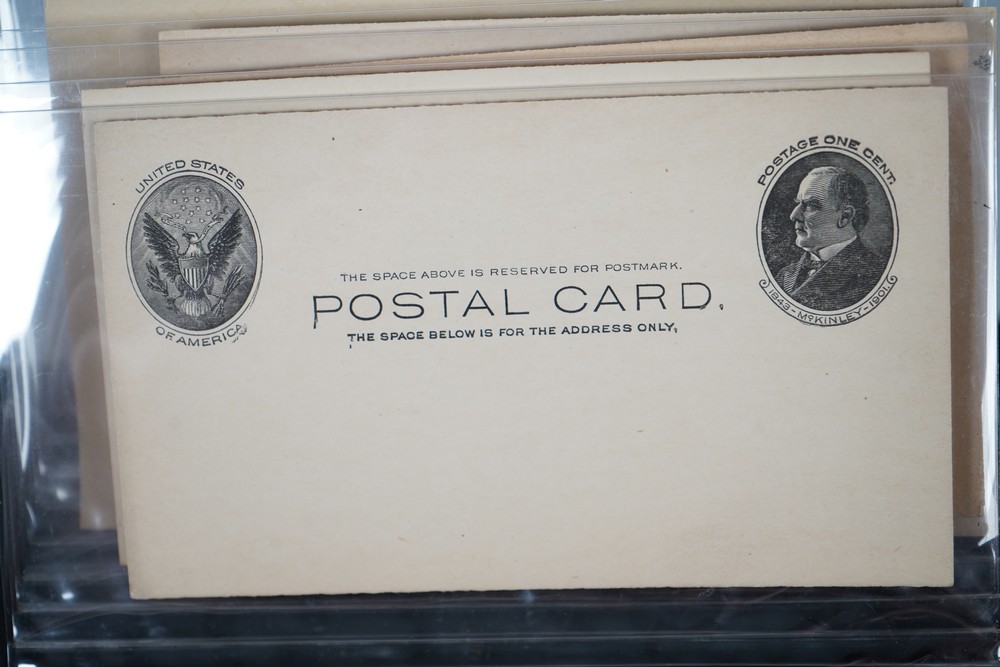 UNITED STATES
OF AMERICA
POSTAGE ONE CENT.
1843-McKINLEY-1901.
THE SPACE ABOVE IS RESERVED FOR POSTMARK.
POSTAL CARD.
THE SPACE BELOW IS FOR THE ADDRESS ONLY.